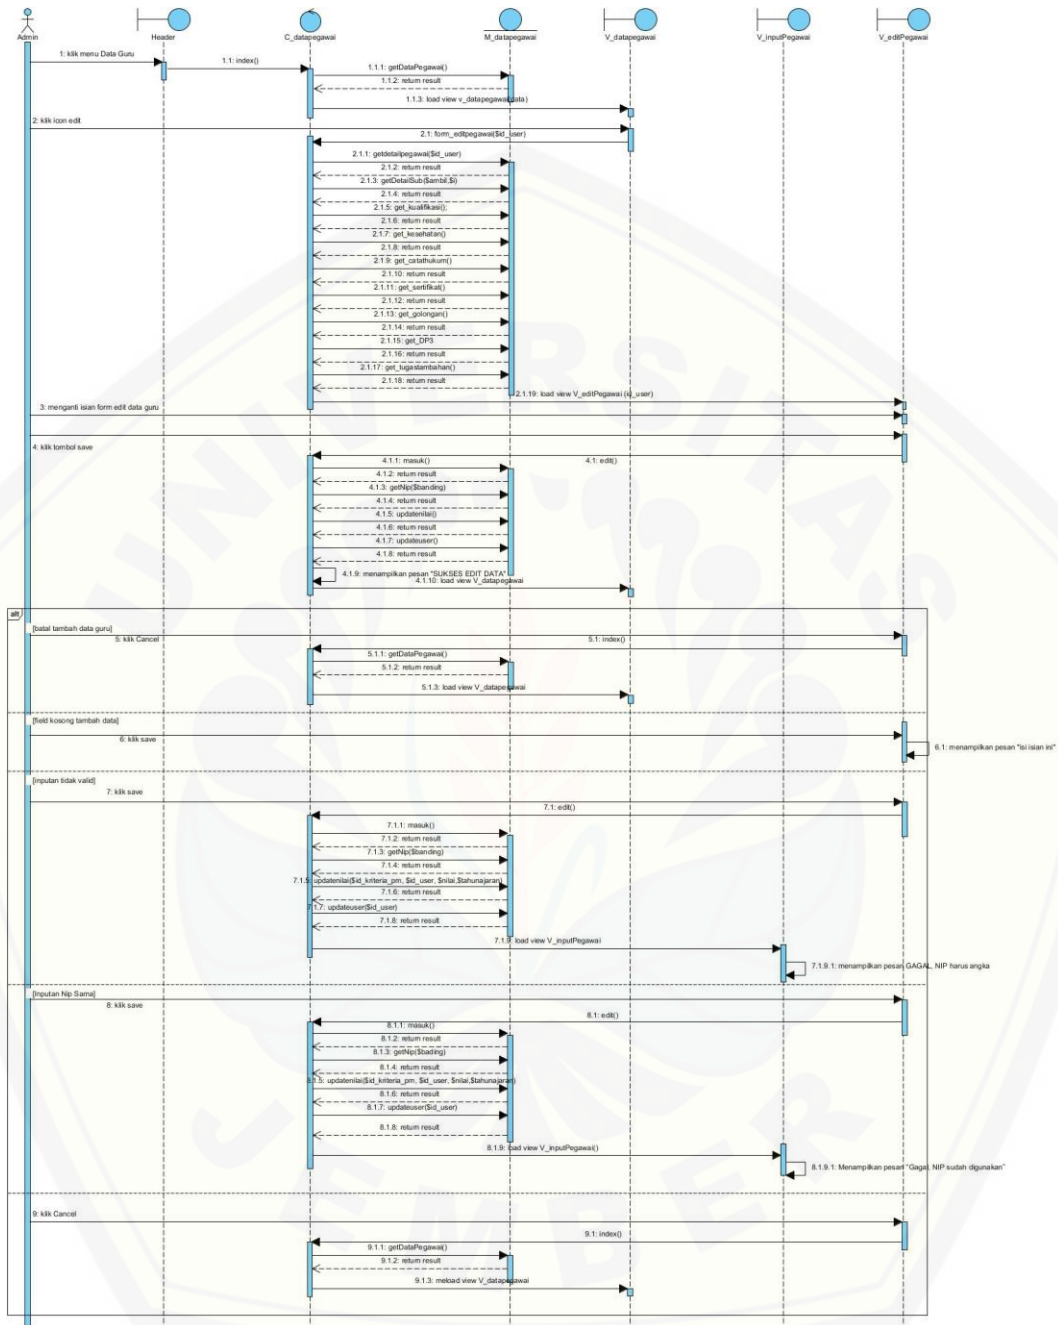 Admin
Header
C_datapegawai
M_datapegawai
V_datapegawai
V_inputPegawai
V_editPegawai
1: klik menu Data Guru
1.1: index()
1.1.1: getDataPegawai()
1.1.2: return result
1.1.3: load view v_datapegawai(data)
2: klik icon edit
2.1: form_editpegawai($id_user)
2.1.1: getdetailpegawai($id_user)
2.1.2: return result
2.1.3: getDetailSub($ambil,$i)
2.1.4: return result
2.1.5: get_kualifikasi();
2.1.6: return result
2.1.7: get_kesehatan()
2.1.8: return result
2.1.9: get_catathukum()
2.1.10: return result
2.1.11: get_sertifikat()
2.1.12: return result
2.1.13: get_golongan()
2.1.14: return result
2.1.15: get_DP3
2.1.16: return result
2.1.17: get_tugastambahan()
2.1.18: return result
2.1.19: load view V_editPegawai (id_user)
3: menganti isian form edit data guru
4: klik tombol save
4.1: edit()
4.1.1: masuk()
4.1.2: return result
4.1.3: getNip($banding)
4.1.4: return result
4.1.5: updatenilai()
4.1.6: return result
4.1.7: updateuser()
4.1.8: return result
4.1.9: menampilkan pesan "SUKSES EDIT DATA"
4.1.10: load view V_datapegawai
alt
[batal tambah data guru]
5: klik Cancel
5.1: index()
5.1.1: getDataPegawai()
5.1.2: return result
5.1.3: load view V_datapegawai
[field kosong tambah data]
6: klik save
6.1: menampilkan pesan "isi isian ini"
[inputan tidak valid]
7: klik save
7.1: edit()
7.1.1: masuk()
7.1.2: return result
7.1.3: getNip($banding)
7.1.4: return result
7.1.5: updatenilai($id_kriteria_pm, $id_user, $nilai,$tahunajaran)
7.1.6: return result
7.1.7: updateuser($id_user)
7.1.8: return result
7.1.9: load view V_inputPegawai
7.1.9.1: menampilkan pesan GAGAL, NIP harus angka
[Inputan Nip Sama]
8: klik save
8.1: edit()
8.1.1: masuk()
8.1.2: return result
8.1.3: getNip($bading)
8.1.4: return result
8.1.5: updatenilai($id_kriteria_pm, $id_user, $nilai,$tahunajaran)
8.1.6: return result
8.1.7: updateuser($id_user)
8.1.8: return result
8.1.9: load view V_inputPegawai()
8.1.9.1: Menampilkan pesan "Gagal, NIP sudah digunakan"
9: klik Cancel
9.1: index()
9.1.1: getDataPegawai()
9.1.2: return result
9.1.3: meload view V_datapegawai
UNIVERSITAS
JEMBER